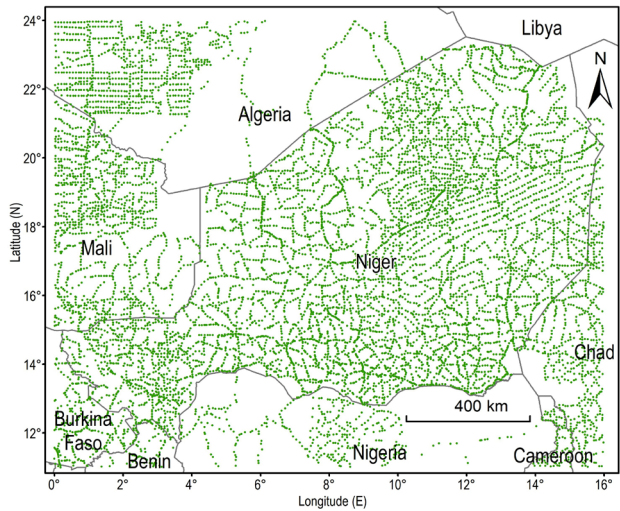 24°
Libya
N
22°
Algeria
20°
18°
Latitude (N)
Mali
Niger
16°
14°
Chad
400 km
Burkina
Faso
12°
Nigeria
Benin
Cameroon
0°
2°
4°
6°
8°
10°
12°
14°
16°
Longitude (E)